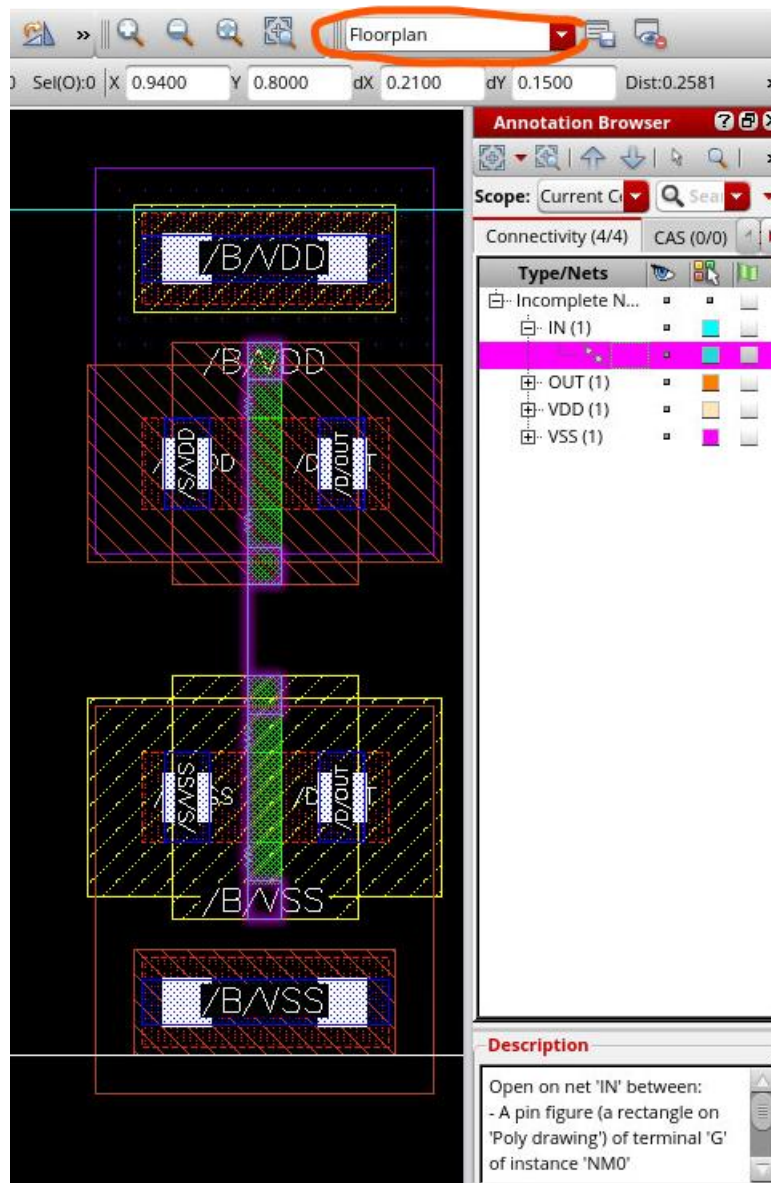 »
Floorplan
Sel(O):0 X 0.9400 Y 0.8000 dX 0.2100 dY 0.1500 Dist:0.2581
Annotation Browser
»
Scope: Current C Sea
Connectivity (4/4) CAS (0/0)
Type/Nets
Incomplete N...
IN (1)
OUT (1)
VDD (1)
VSS (1)
/B/VDD
/B/VDD
/S/VDD
/D/OUT
/S/VSS
/D/OUT
/B/VSS
/B/VSS
Description
Open on net 'IN' between:
- A pin figure (a rectangle on
'Poly drawing') of terminal 'G'
of instance 'NM0'